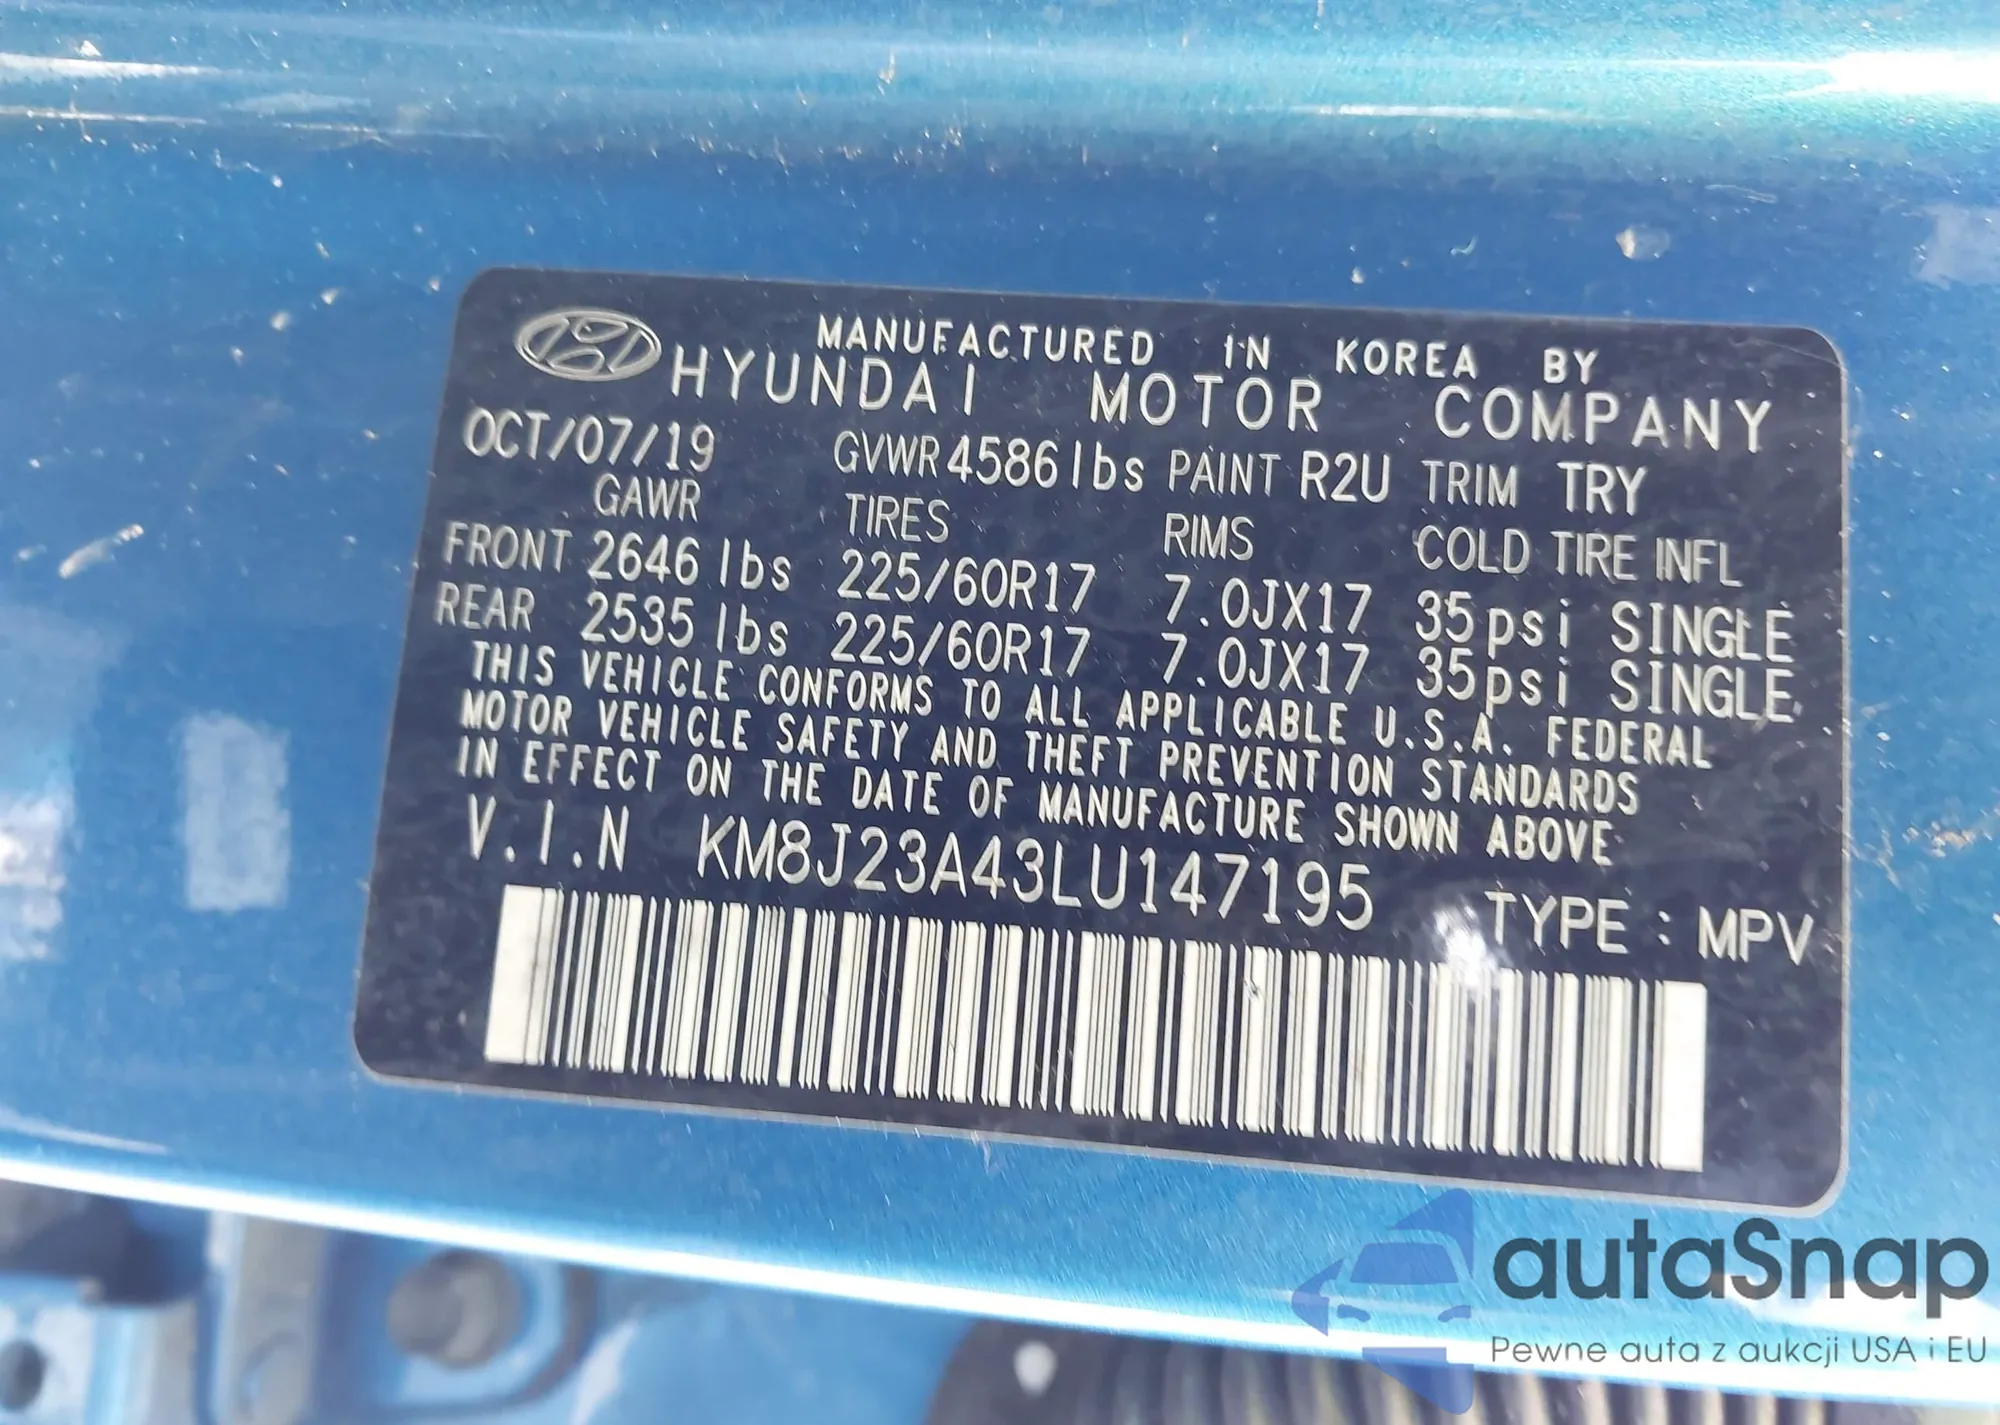 MANUFACTURED IN KOREA BY
HYUNDAI MOTOR COMPANY
OCT/07/19 GVWR 4586 lbs PAINT R2U TRIM TRY
GAWR TIRES RIMS COLD TIRE INFL
FRONT 2646 lbs 225/60R17 7.0JX17 35psi SINGLE
REAR 2535 lbs 225/60R17 7.0JX17 35psi SINGLE
THIS VEHICLE CONFORMS TO ALL APPLICABLE U.S.A. FEDERAL
MOTOR VEHICLE SAFETY AND THEFT PREVENTION STANDARDS
IN EFFECT ON THE DATE OF MANUFACTURE SHOWN ABOVE
V.I.N KM8J23A43LU147195
TYPE : MPV
autaSnap
Pewne auta z aukcji USA i EU